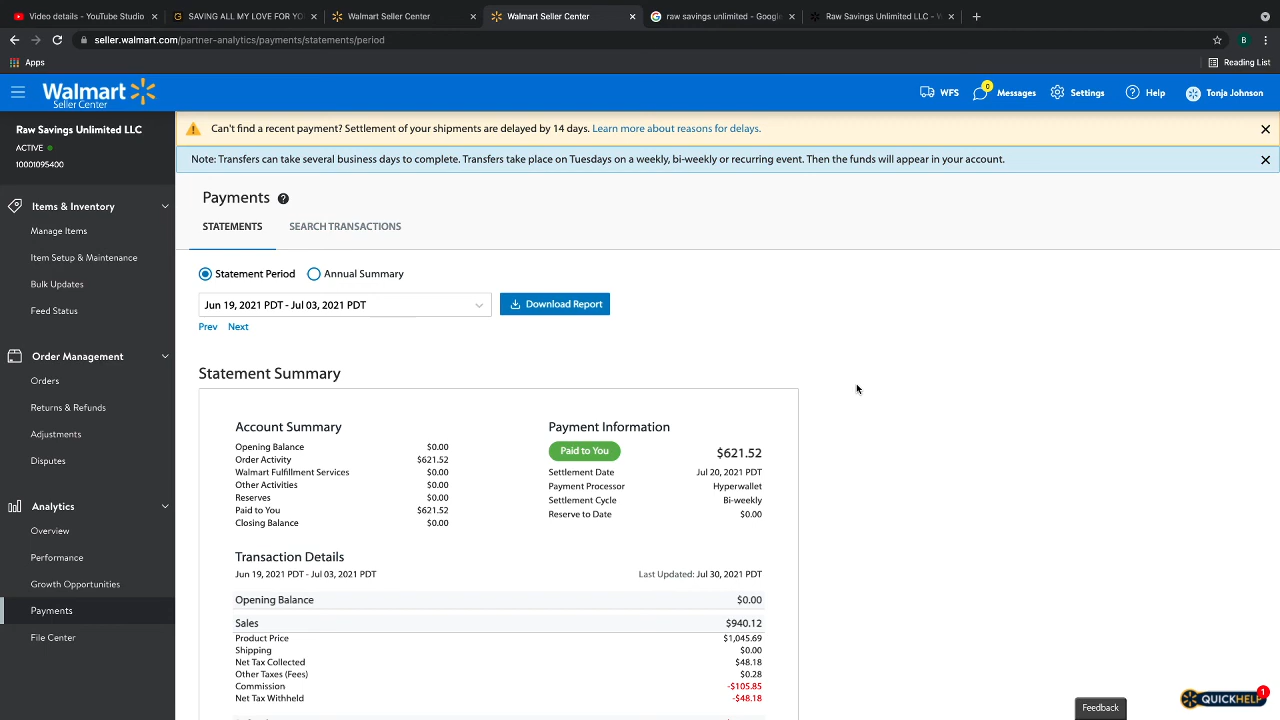 Video details - YouTube Studio
SAVING ALL MY LOVE FOR YO
Walmart Seller Center
Walmart Seller Center
raw savings unlimited - Google
Raw Savings Unlimited LLC - W
seller.walmart.com/partner-analytics/payments/statements/period
B
Apps
Reading List
Walmart
Seller Center
WFS
0
Messages
Settings
Help
Tonja Johnson
Raw Savings Unlimited LLC
ACTIVE
10001095400
Can't find a recent payment? Settlement of your shipments are delayed by 14 days. Learn more about reasons for delays.
Note: Transfers can take several business days to complete. Transfers take place on Tuesdays on a weekly, bi-weekly or recurring event. Then the funds will appear in your account.
Items & Inventory
Manage Items
Item Setup & Maintenance
Bulk Updates
Feed Status
Order Management
Orders
Returns & Refunds
Adjustments
Disputes
Analytics
Overview
Performance
Growth Opportunities
Payments
File Center
Payments ?
STATEMENTS SEARCH TRANSACTIONS
Statement Period Annual Summary
Jun 19, 2021 PDT - Jul 03, 2021 PDT
Download Report
Prev Next
Statement Summary
Account Summary
Opening Balance $0.00
Order Activity $621.52
Walmart Fulfillment Services $0.00
Other Activities $0.00
Reserves $0.00
Paid to You $621.52
Closing Balance $0.00
Payment Information
Paid to You $621.52
Settlement Date Jul 20, 2021 PDT
Payment Processor Hyperwallet
Settlement Cycle Bi-weekly
Reserve to Date $0.00
Transaction Details
Jun 19, 2021 PDT - Jul 03, 2021 PDT Last Updated: Jul 30, 2021 PDT
Opening Balance $0.00
Sales $940.12
Product Price $1,045.69
Shipping $0.00
Net Tax Collected $48.18
Other Taxes (Fees) $0.28
Commission -$105.85
Net Tax Withheld -$48.18
Feedback
QUICKHELP
1